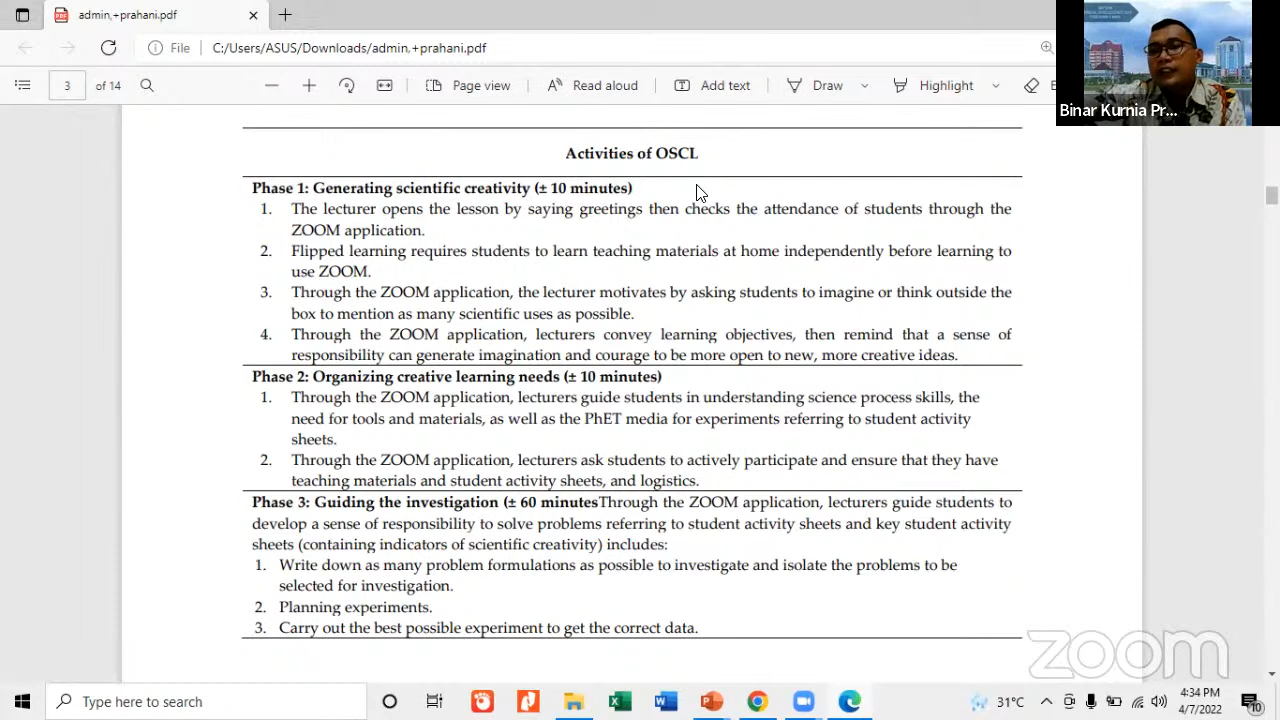 admin,+prahani.pdf
File C:/Users/ASUS/Downloads/admin+prahani.pdf
3 of 14 Page view Read aloud Add text Draw Highlight
Binar Kurnia Pr...
Activities of OSCL
Phase 1: Generating scientific creativity (± 10 minutes)
1. The lecturer opens the lesson by saying greetings then checks the attendance of students through the
ZOOM application.
2. Flipped learning requires students to learn teaching materials at home independently before learning to
use ZOOM.
3. Through the ZOOM application, the lecturer motivates by asking students to imagine or think outside the
box to mention as many scientific uses as possible.
4. Through the ZOOM application, lecturers convey learning objectives, then remind that a sense of
responsibility can generate imagination and courage to be more open to new, more creative ideas.
Phase 2: Organizing creative learning needs (± 10 minutes)
1. Through the ZOOM application, lecturers guide students in understanding science process skills, the
need for tools and materials, as well as the PhET media for experiments referring to student activity
sheets.
2. Through the ZOOM application, lecturers ask students to actively participate and ensure that they have
teaching materials and student activity sheets, and logistics.
Phase 3: Guiding the investigation (± 60 minutesThrough the ZOOM application, lecturers guide students to
develop a sense of responsibility to solve problems referring to student activity sheets and key student activity
sheets (containing indicators of scientific creativity) includes:
1. Write down as many problem formulations as possible to investigate and isolate the problems to be
selected for investigation.
2. Planning experiments.
3. Carry out the best possible experiment to get the correct data.
zoom
Type here to search
31°C
4:34 PM
4/7/2022
10